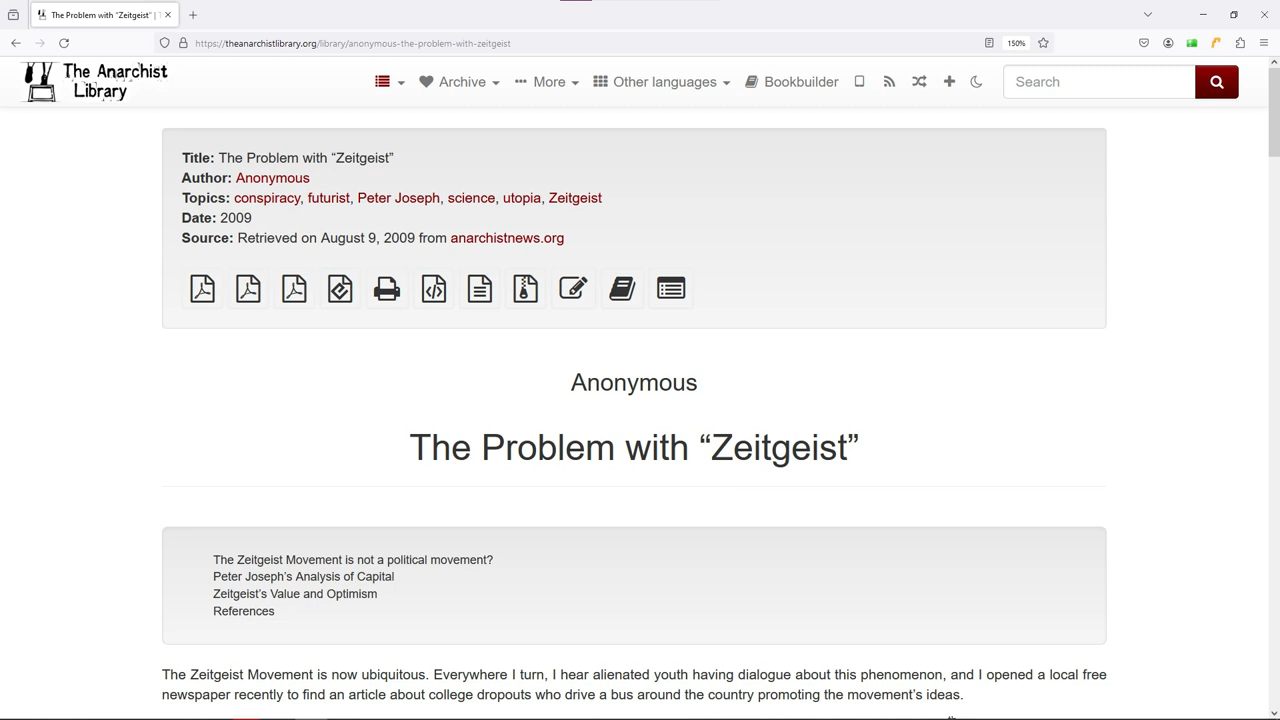 The Problem with “Zeitgeist” |
https://theanarchistlibrary.org/library/anonymous-the-problem-with-zeitgeist
150%
The Anarchist
Library
Archive
More
Other languages
Bookbuilder
Search
Title: The Problem with “Zeitgeist”
Author: Anonymous
Topics: conspiracy, futurist, Peter Joseph, science, utopia, Zeitgeist
Date: 2009
Source: Retrieved on August 9, 2009 from anarchistnews.org
Anonymous
The Problem with “Zeitgeist”
The Zeitgeist Movement is not a political movement?
Peter Joseph’s Analysis of Capital
Zeitgeist’s Value and Optimism
References
The Zeitgeist Movement is now ubiquitous. Everywhere I turn, I hear alienated youth having dialogue about this phenomenon, and I opened a local free
newspaper recently to find an article about college dropouts who drive a bus around the country promoting the movement’s ideas.